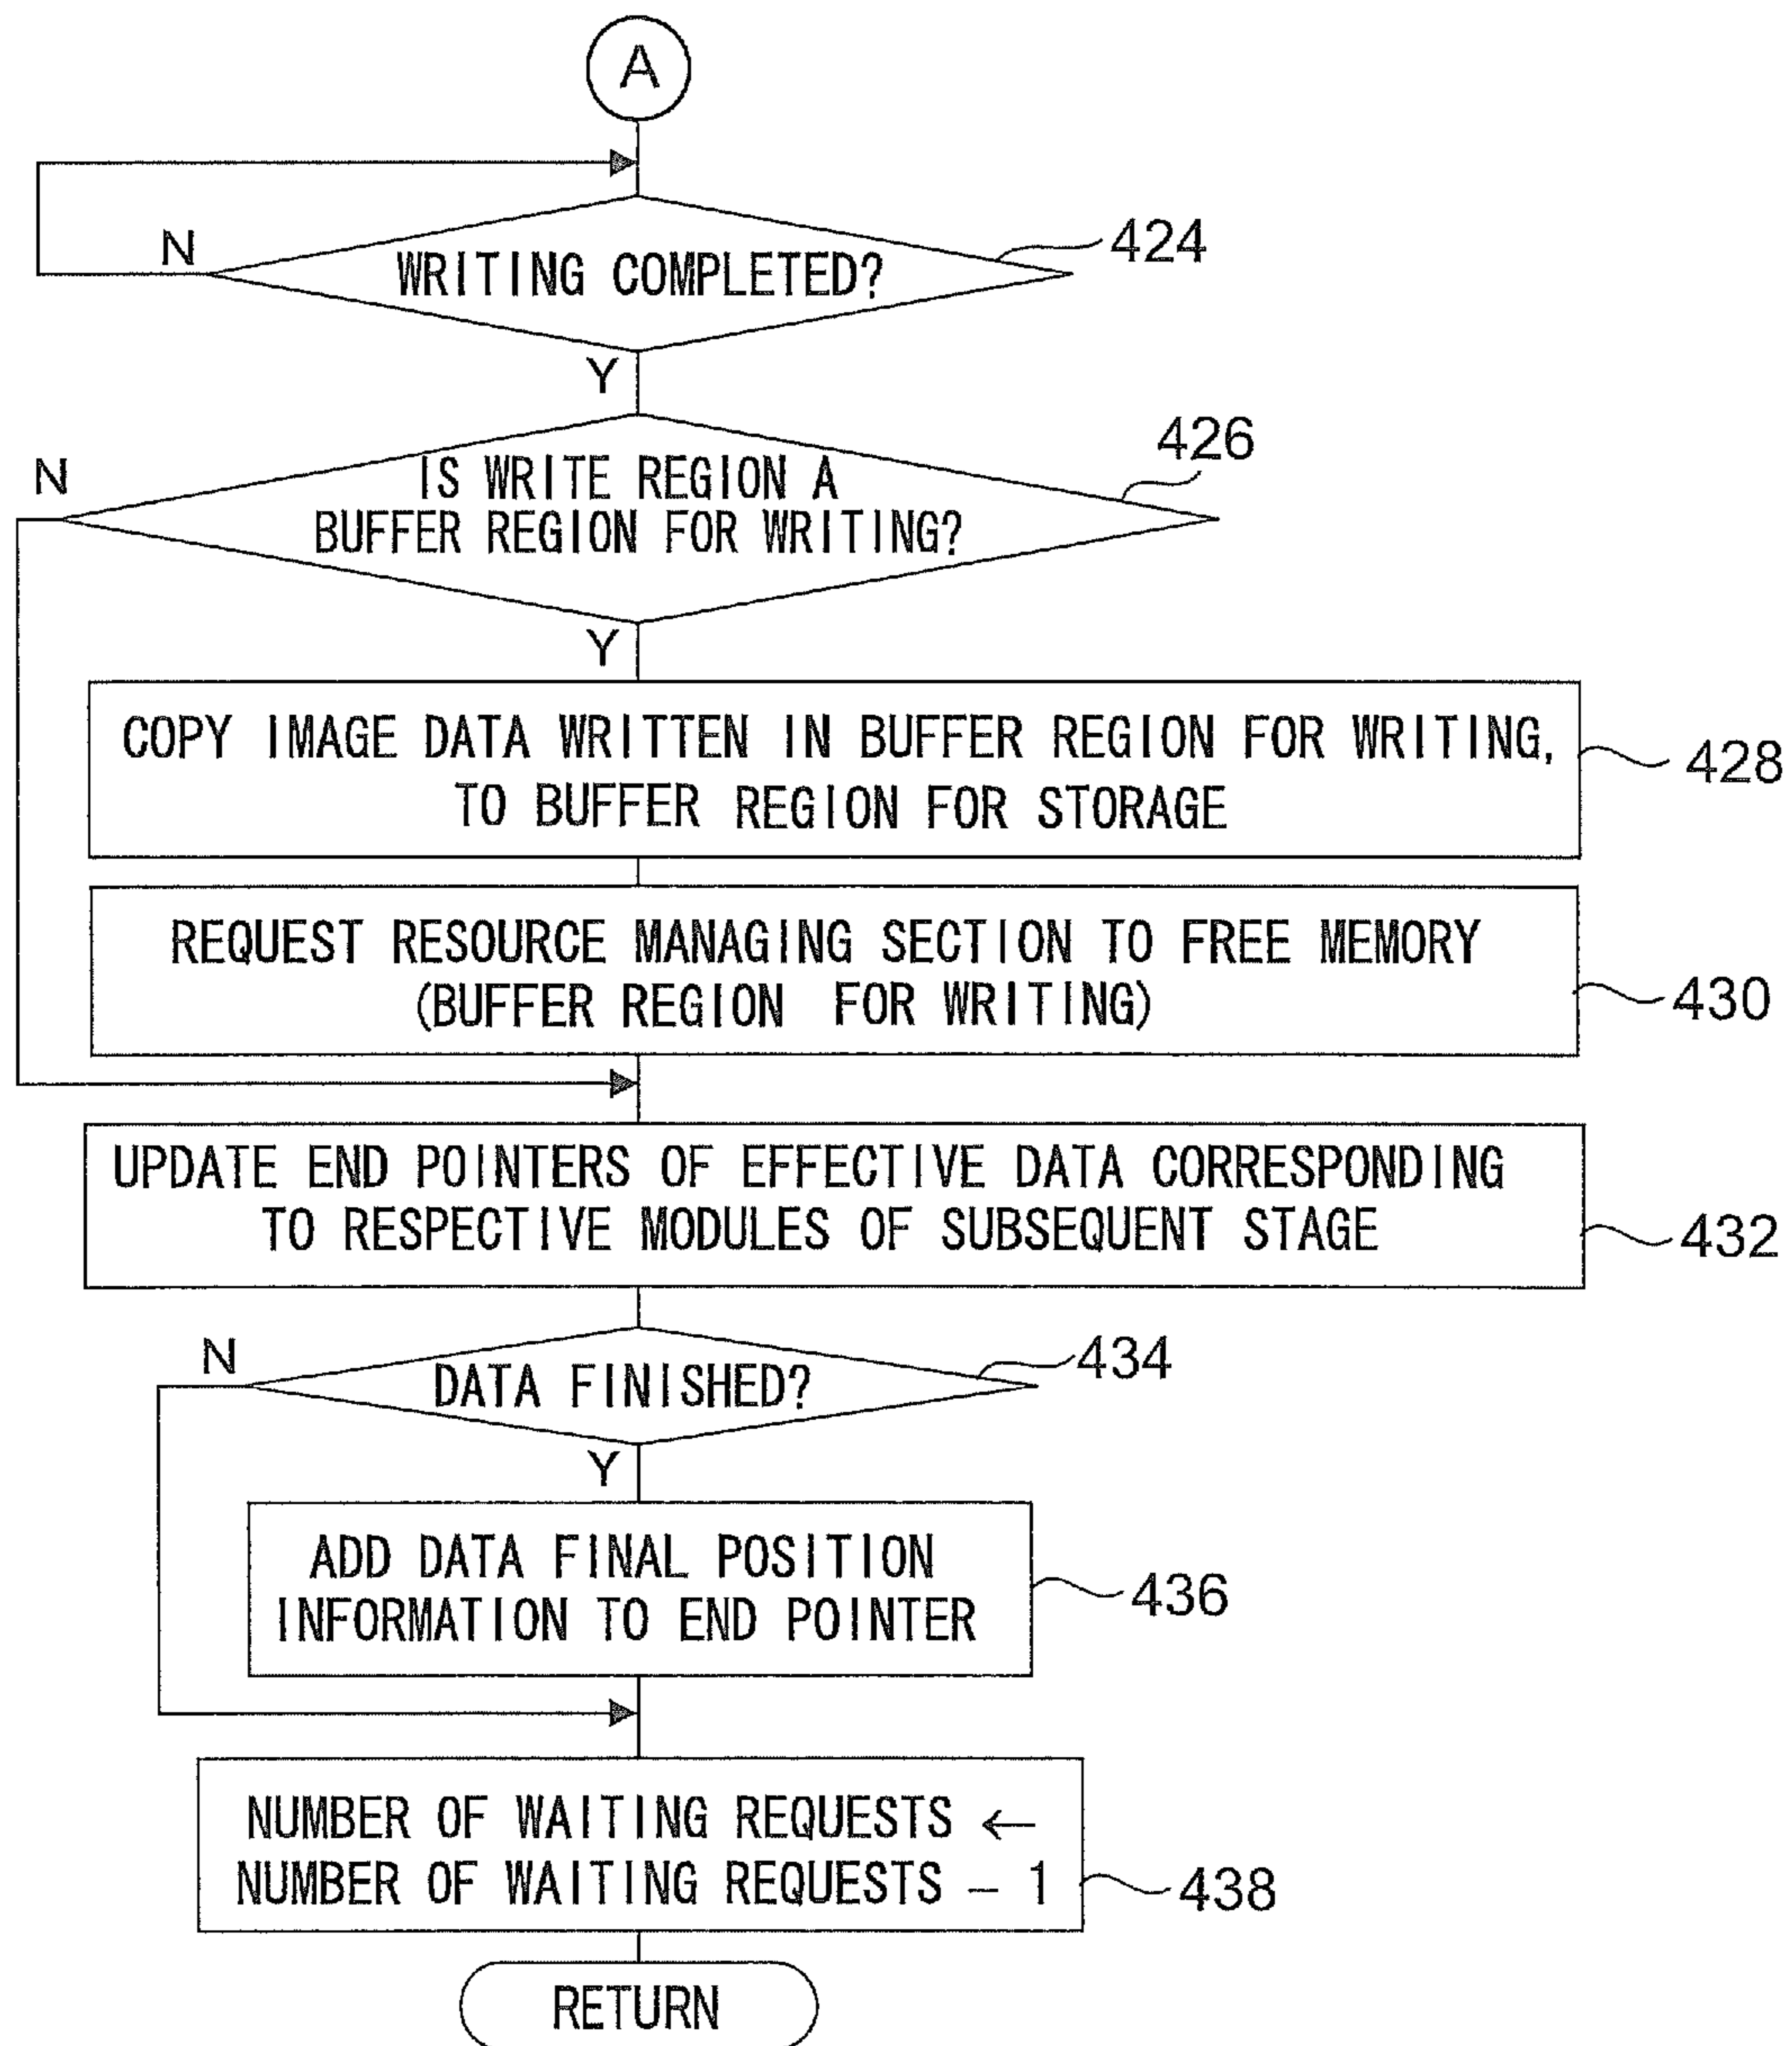 A
N
WRITING COMPLETED?
424
Y
N
IS WRITE REGION A
BUFFER REGION FOR WRITING?
426
Y
COPY IMAGE DATA WRITTEN IN BUFFER REGION FOR WRITING,
TO BUFFER REGION FOR STORAGE
428
REQUEST RESOURCE MANAGING SECTION TO FREE MEMORY
(BUFFER REGION FOR WRITING)
430
UPDATE END POINTERS OF EFFECTIVE DATA CORRESPONDING
TO RESPECTIVE MODULES OF SUBSEQUENT STAGE
432
N
DATA FINISHED?
434
Y
ADD DATA FINAL POSITION
INFORMATION TO END POINTER
436
NUMBER OF WAITING REQUESTS ←
NUMBER OF WAITING REQUESTS – 1
438
RETURN